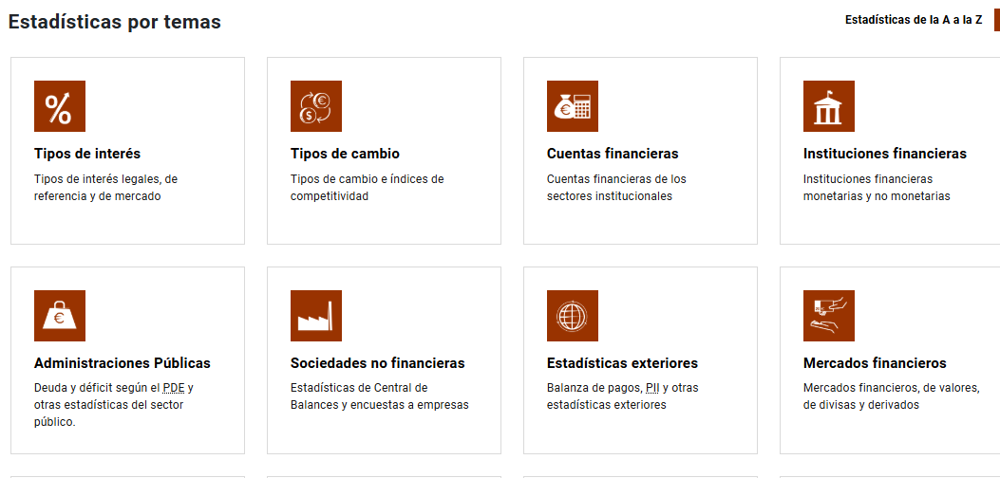 Estadísticas por temas
Estadísticas de la A a la Z
Tipos de interés
Tipos de interés legales, de
referencia y de mercado
Tipos de cambio
Tipos de cambio e índices de
competitividad
Cuentas financieras
Cuentas financieras de los
sectores institucionales
Instituciones financieras
Instituciones financieras
monetarias y no monetarias
Administraciones Públicas
Deuda y déficit según el PDE y
otras estadísticas del sector
público.
Sociedades no financieras
Estadísticas de Central de
Balances y encuestas a empresas
Estadísticas exteriores
Balanza de pagos, PII y otras
estadísticas exteriores
Mercados financieros
Mercados financieros, de valores,
de divisas y derivados